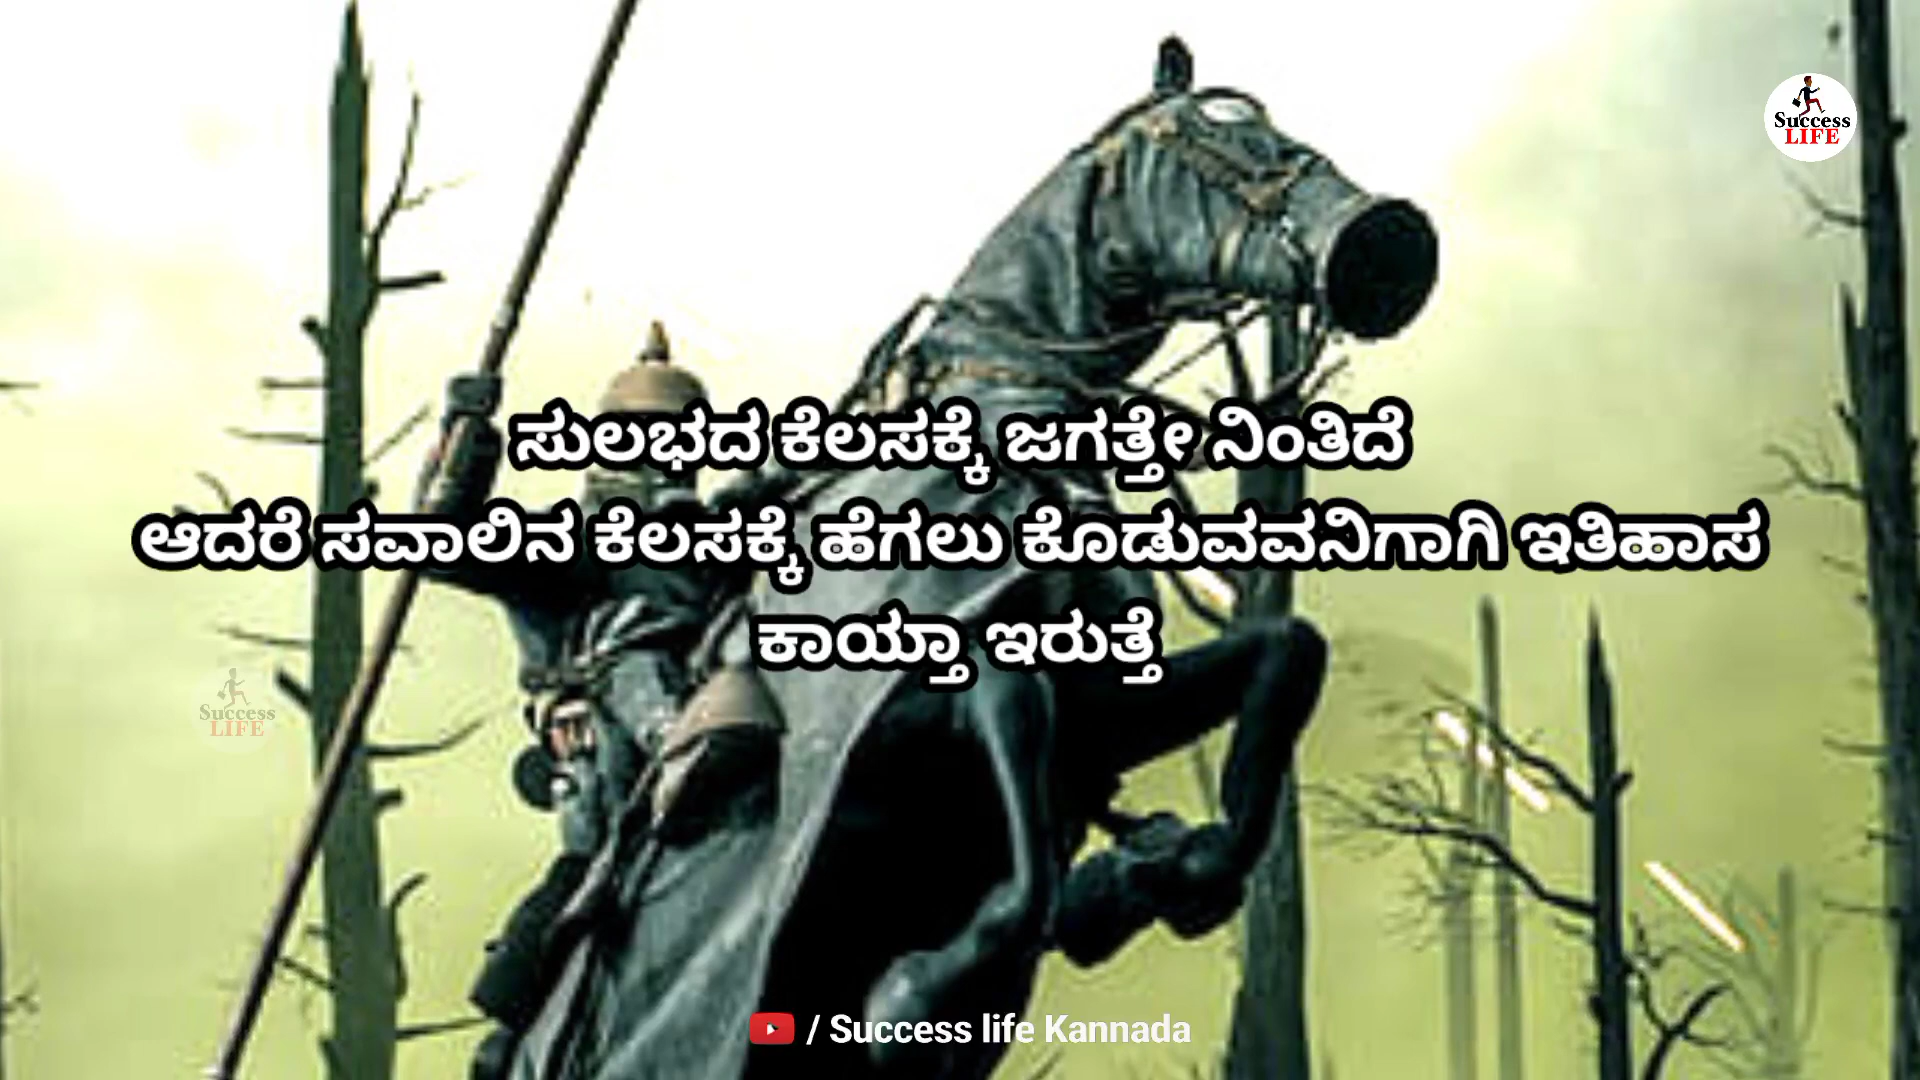 Success
LIFE
ಸುಲಭದ ಕೆಲಸಕ್ಕೆ ಜಗತ್ತೇ ನಿಂತಿದೆ
ಆದರೆ ಸವಾಲಿನ ಕೆಲಸಕ್ಕೆ ಹೆಗಲು ಕೊಡುವವನಿಗಾಗಿ ಇತಿಹಾಸ
ಕಾಯ್ತಾ ಇರುತ್ತೆ
Success
LIFE
/ Success life Kannada